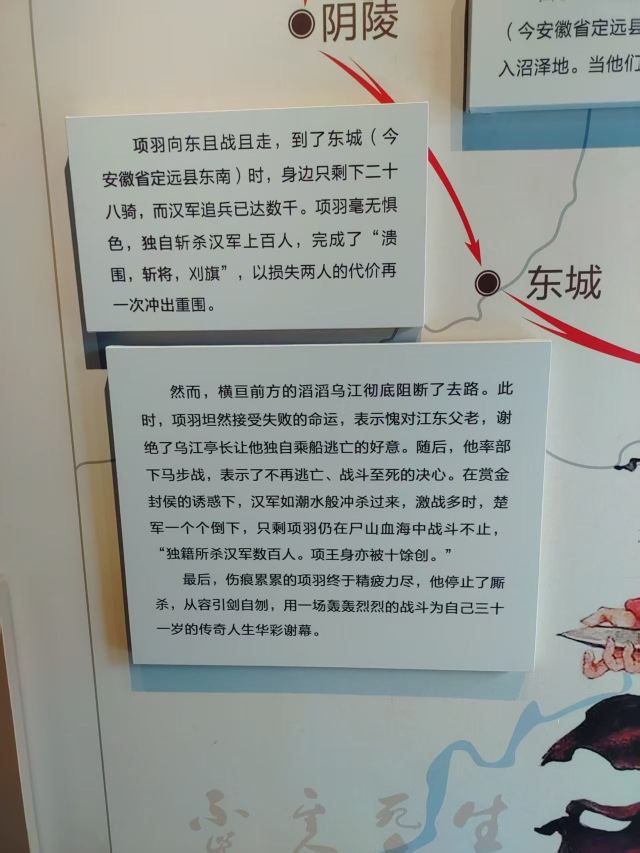 阴陵
（今安徽省定远县
入沼泽地。当他们
项羽向东且战且走，到了东城（今
安徽省定远县东南）时，身边只剩下二十
八骑，而汉军追兵已达数千。项羽毫无惧
色，独自斩杀汉军上百人，完成了“溃
围，斩将，刈旗”，以损失两人的代价再
一次冲出重围。
东城
然而，横亘前方的滔滔乌江彻底阻断了去路。此
时，项羽坦然接受失败的命运，表示愧对江东父老，谢
绝了乌江亭长让他独自乘船逃亡的好意。随后，他率部
下马步战，表示了不再逃亡、战斗至死的决心。在赏金
封侯的诱惑下，汉军如潮水般冲杀过来，激战多时，楚
军一个个倒下，只剩项羽仍在尸山血海中战斗不止，
“独籍所杀汉军数百人。项王身亦被十馀创。”
最后，伤痕累累的项羽终于精疲力尽，他停止了厮
杀，从容引剑自刎，用一场轰轰烈烈的战斗为自己三十
一岁的传奇人生华彩谢幕。
死 生